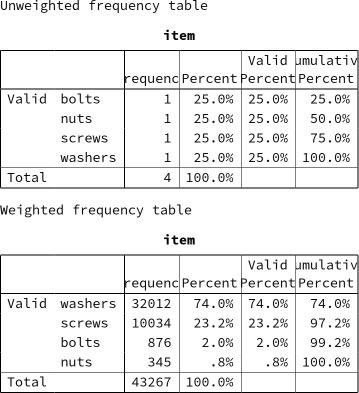 Unweighted frequency table
item
Valid umulativ
requenc Percent Percent Percent
Valid bolts 1 25.0% 25.0% 25.0%
nuts 1 25.0% 25.0% 50.0%
screws 1 25.0% 25.0% 75.0%
washers 1 25.0% 25.0% 100.0%
Total 4 100.0%
Weighted frequency table
item
Valid umulativ
requenc Percent Percent Percent
Valid washers 32012 74.0% 74.0% 74.0%
screws 10034 23.2% 23.2% 97.2%
bolts 876 2.0% 2.0% 99.2%
nuts 345 .8% .8% 100.0%
Total 43267 100.0%